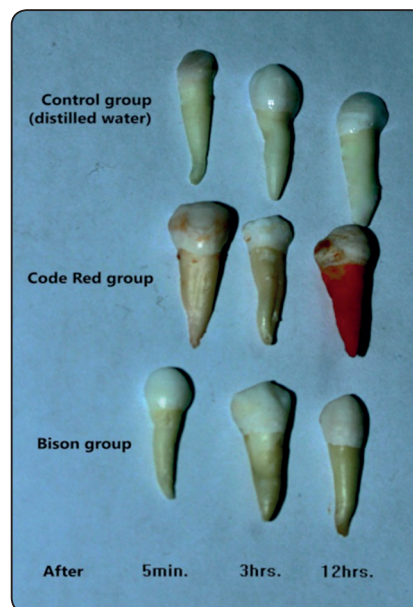 Control group
(distilled water)
Code Red group
Bison group
After 5min. 3hrs. 12hrs.